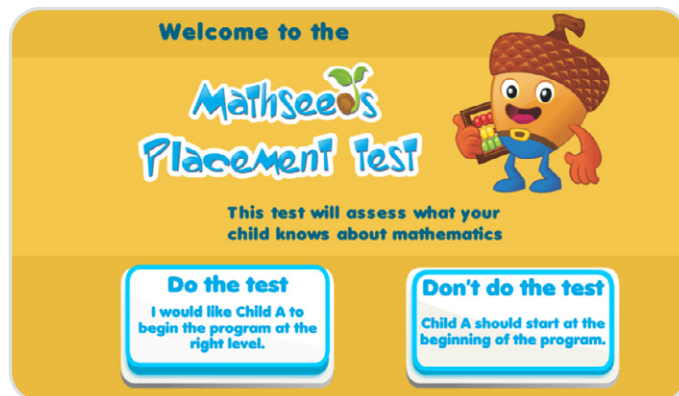 Welcome to the
Mathseeds
Placement Test
This test will assess what your
child knows about mathematics
Do the test
I would like Child A to
begin the program at the
right level.
Don't do the test
Child A should start at the
beginning of the program.